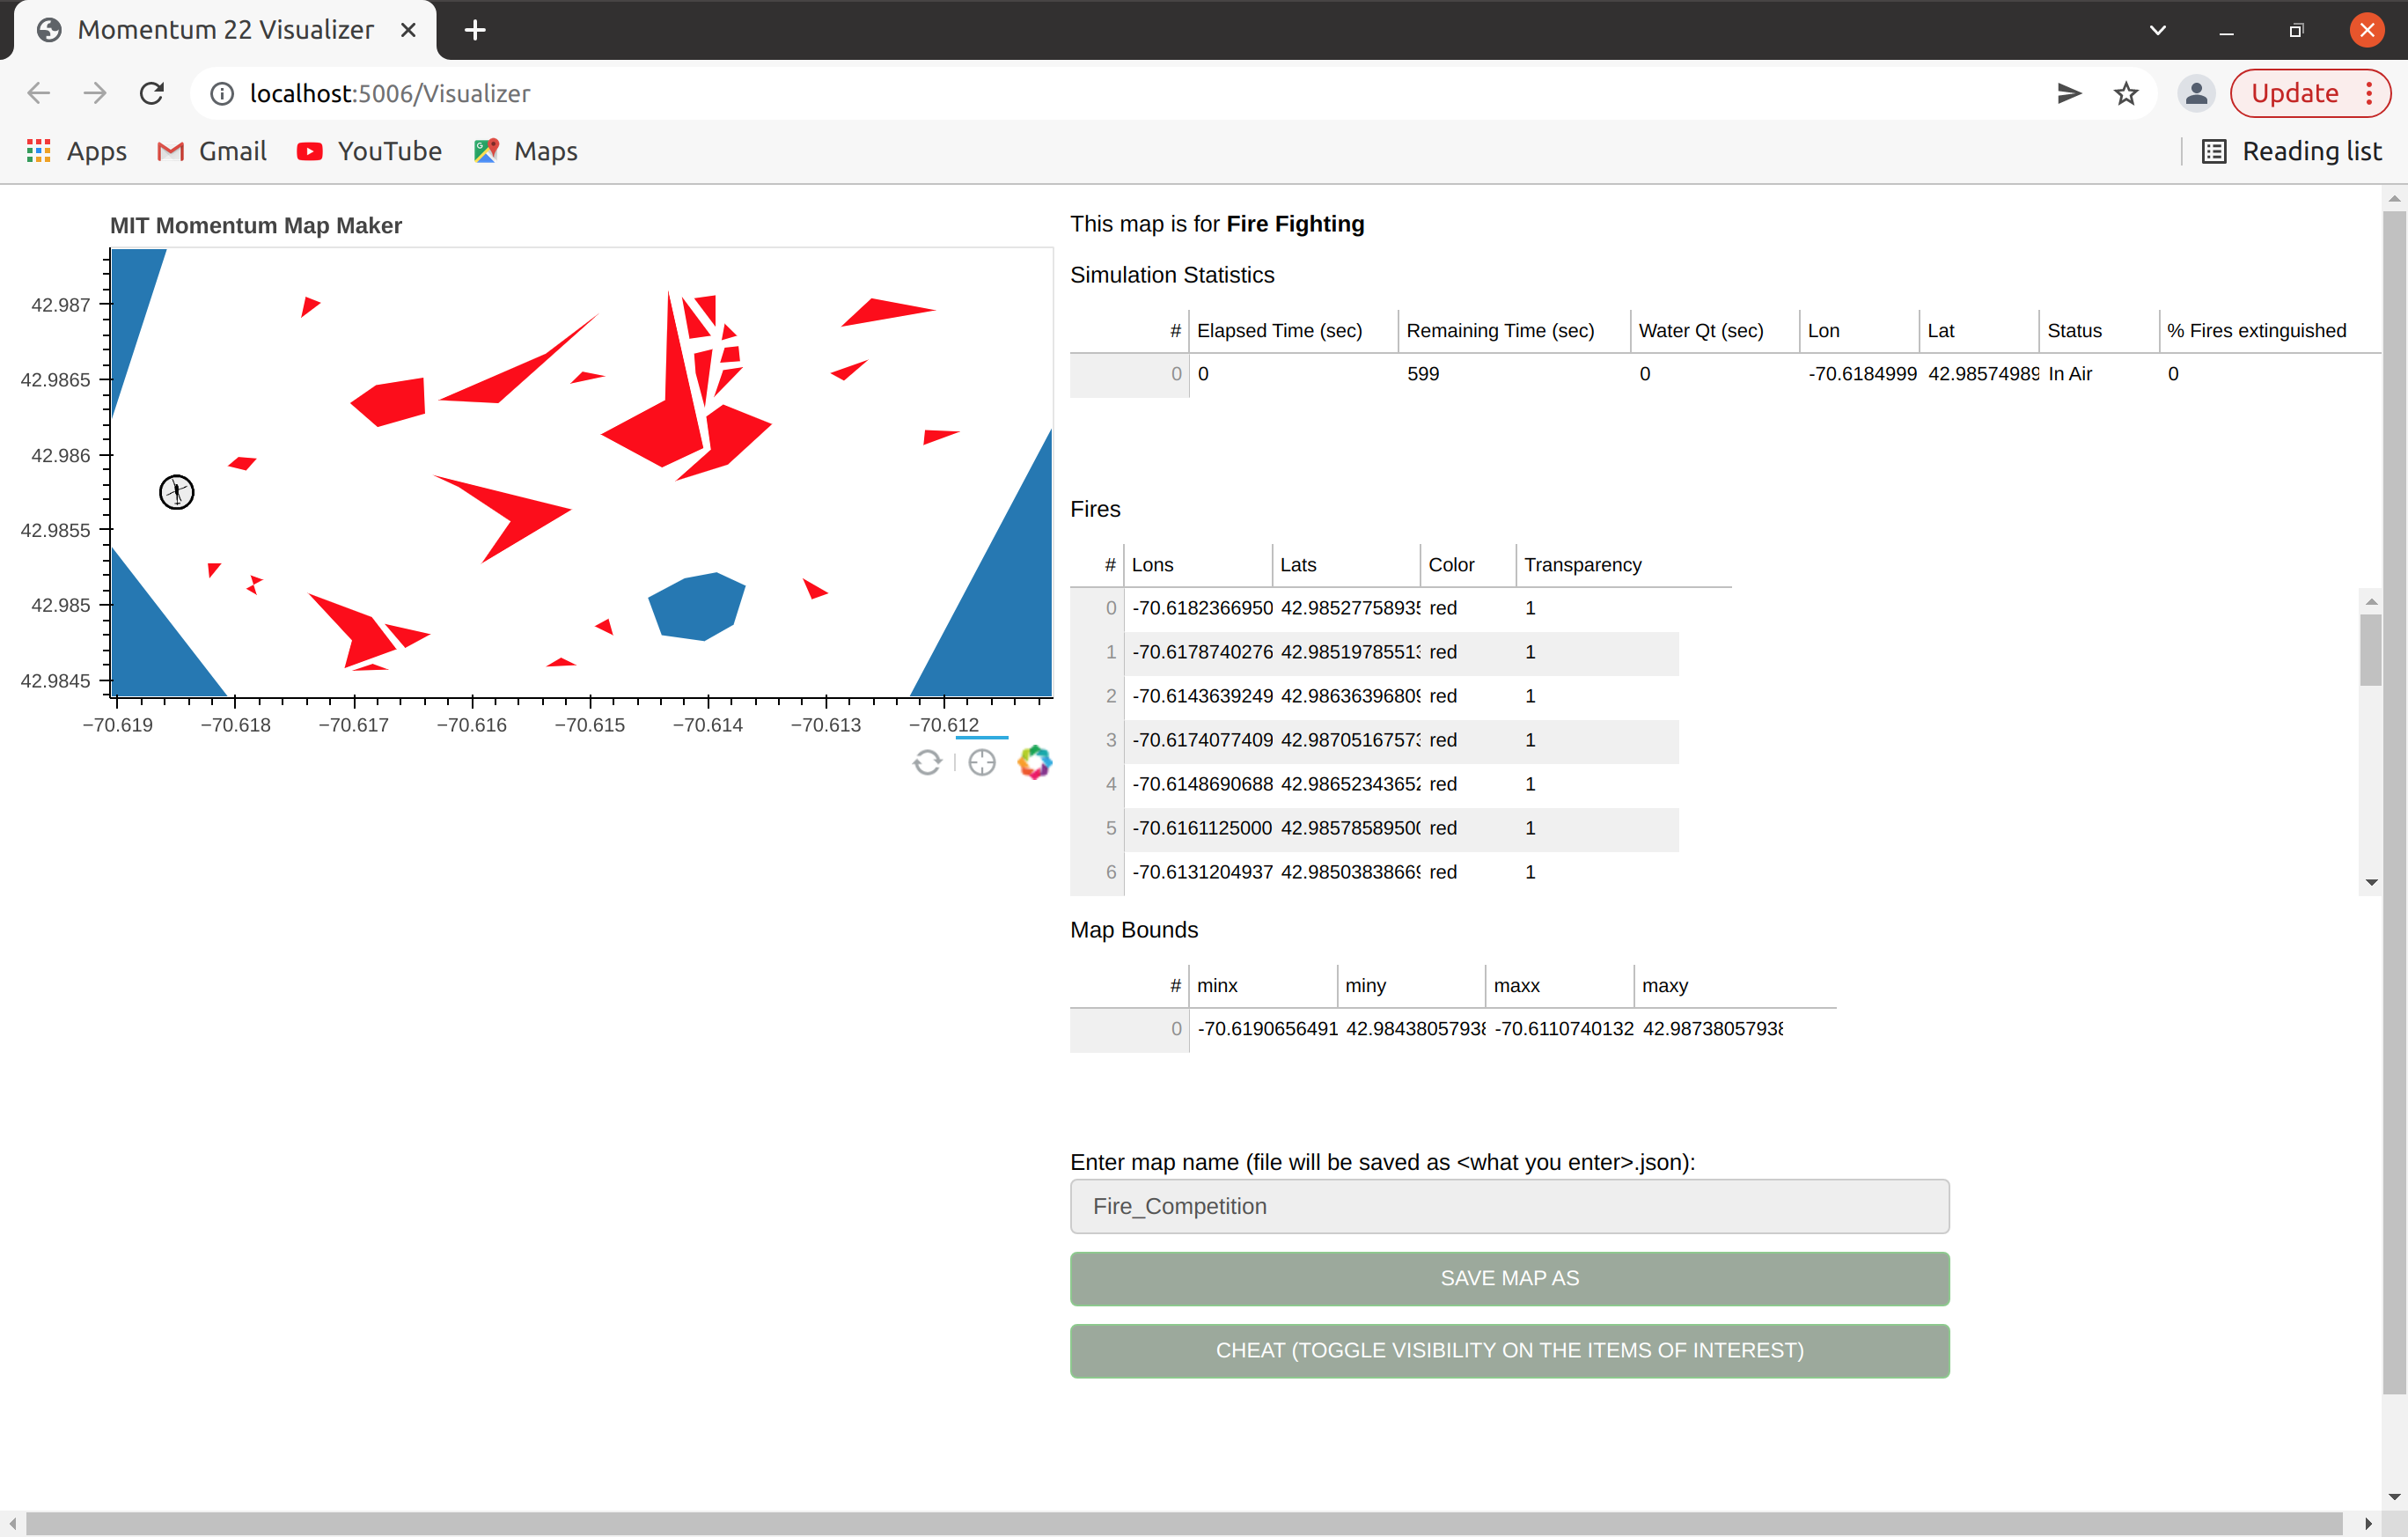 Momentum 22 Visualizer
localhost:5006/Visualizer
Update
Apps Gmail YouTube Maps Reading list
MIT Momentum Map Maker
42.987
42.9865
42.986
42.9855
42.985
42.9845
−70.619 −70.618 −70.617 −70.616 −70.615 −70.614 −70.613 −70.612
This map is for Fire Fighting
Simulation Statistics
# Elapsed Time (sec) Remaining Time (sec) Water Qt (sec) Lon Lat Status % Fires extinguished
0 0 599 0 -70.6184999 42.98574989 In Air 0
Fires
# Lons Lats Color Transparency
0 -70.6182366950 42.98527758935 red 1
1 -70.6178740276 42.98519785513 red 1
2 -70.6143639249 42.98636396809 red 1
3 -70.6174077409 42.98705167573 red 1
4 -70.6148690688 42.98652343652 red 1
5 -70.6161125000 42.98578589500 red 1
6 -70.6131204937 42.98503838669 red 1
Map Bounds
# minx miny maxx maxy
0 -70.6190656491 42.98438057938 -70.6110740132 42.98738057938
Enter map name (file will be saved as <what you enter>.json):
Fire_Competition
SAVE MAP AS
CHEAT (TOGGLE VISIBILITY ON THE ITEMS OF INTEREST)